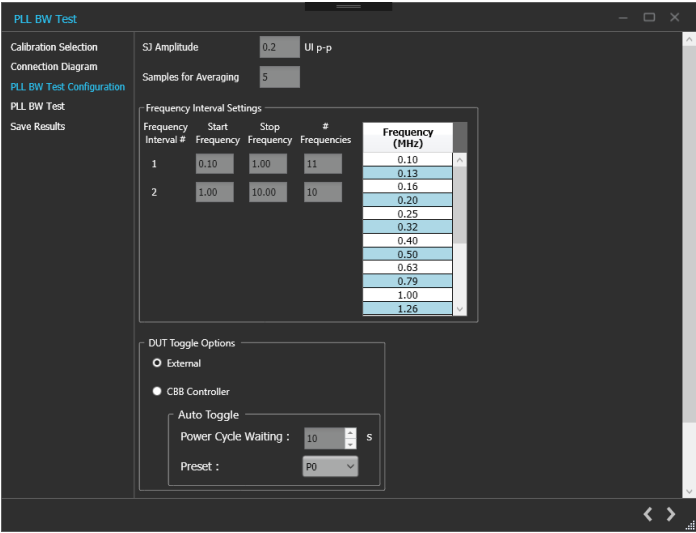 PLL BW Test
Calibration Selection
Connection Diagram
PLL BW Test Configuration
PLL BW Test
Save Results
SJ Amplitude 0.2 UI p-p
Samples for Averaging 5
Frequency Interval Settings
Frequency Start Stop #
Interval # Frequency Frequency Frequencies
1 0.10 1.00 11
2 1.00 10.00 10
Frequency
(MHz)
0.10
0.13
0.16
0.20
0.25
0.32
0.40
0.50
0.63
0.79
1.00
1.26
DUT Toggle Options
External
CBB Controller
Auto Toggle
Power Cycle Waiting : 10 s
Preset : P0